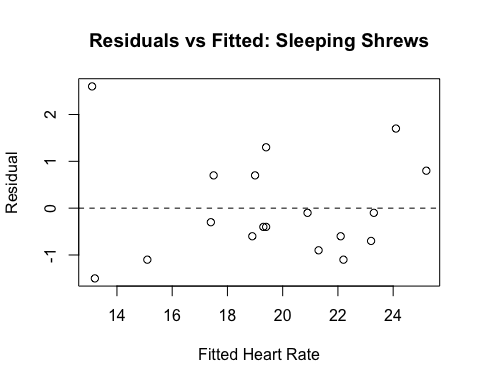 Residuals vs Fitted: Sleeping Shrews
Residual
2
1
0
-1
14 16 18 20 22 24
Fitted Heart Rate